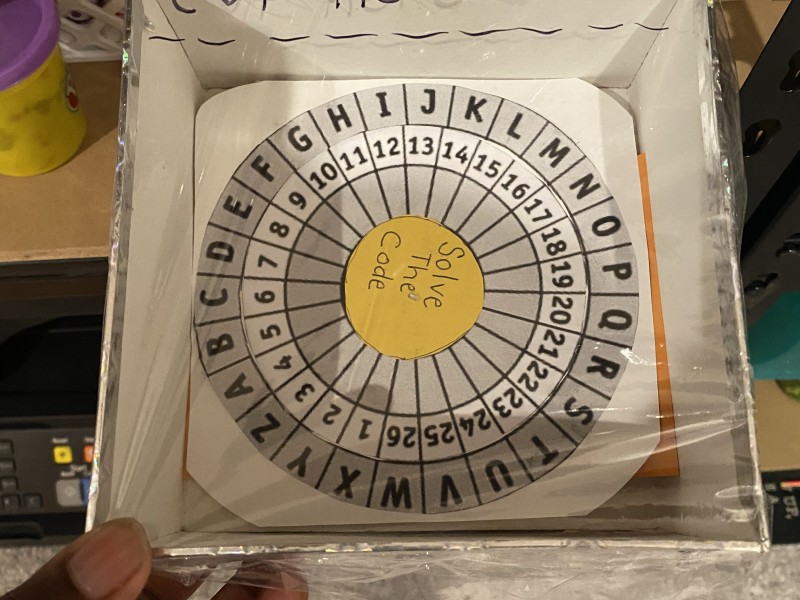 A B C D E F G H I J K L M N O P Q R S T U V W X Y Z
1 2 3 4 5 6 7 8 9 10 11 12 13 14 15 16 17 18 19 20 21 22 23 24 25 26
Solve
The
Code